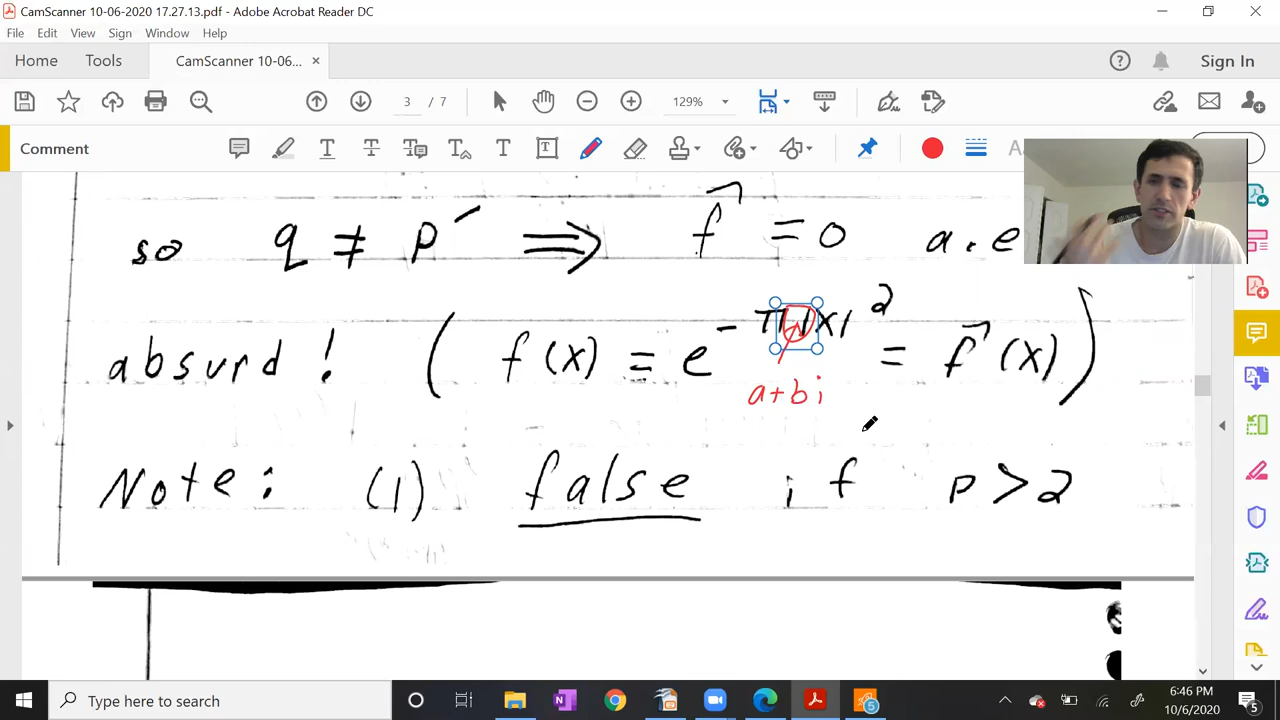 CamScanner 10-06-2020 17.27.13.pdf - Adobe Acrobat Reader DC
File Edit View Sign Window Help
Home Tools CamScanner 10-06... × Sign In
3 / 7 129%
Comment
so q ≠ p′ ⟹ f̂ = 0 a.e
absurd! ( f(x) = e^{-π|x|^2} = f̂(x) )
a+bi
Note: (1) false if p>2
Type here to search
5
6:46 PM
10/6/2020
5